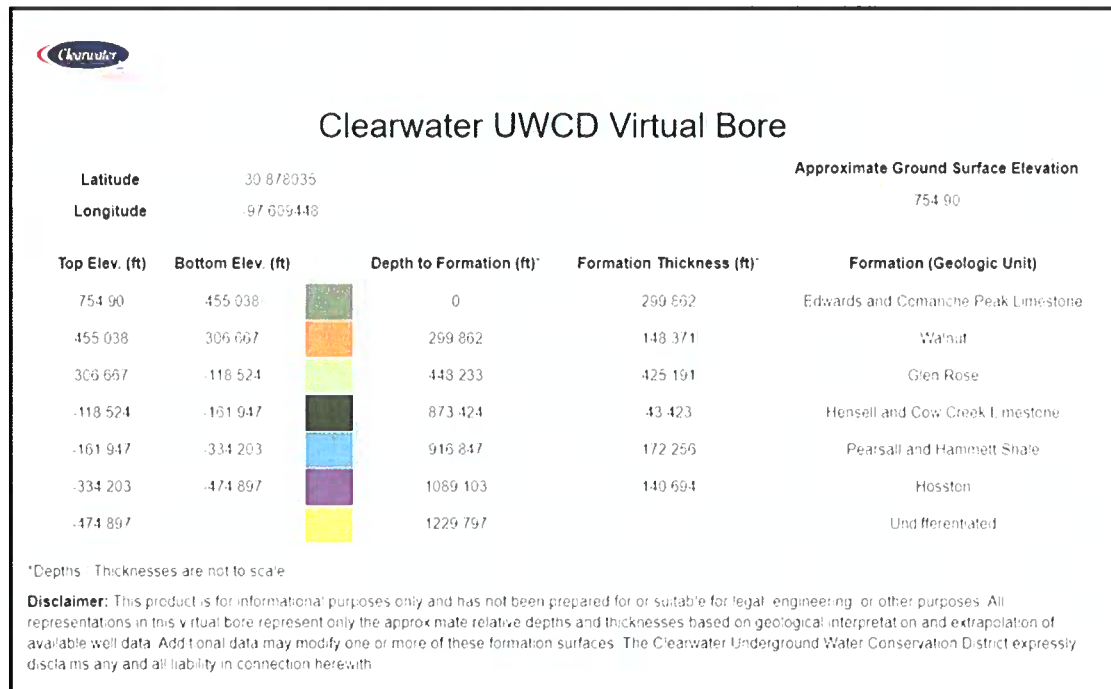 Clearwater
Clearwater UWCD Virtual Bore
Latitude 30.878035
Longitude -97.609448
Approximate Ground Surface Elevation
754.90
Top Elev. (ft) Bottom Elev. (ft) Depth to Formation (ft)* Formation Thickness (ft)* Formation (Geologic Unit)
754.90 455.038 0 299.862 Edwards and Comanche Peak Limestone
455.038 306.667 299.862 148.371 Walnut
306.667 -118.524 448.233 425.191 Glen Rose
-118.524 -161.947 873.424 43.423 Hensell and Cow Creek Limestone
-161.947 -334.203 916.847 172.256 Pearsall and Hammett Shale
-334.203 -474.897 1089.103 140.694 Hosston
-474.897 1229.797 Undifferentiated
*Depths / Thicknesses are not to scale
Disclaimer: This product is for informational purposes only and has not been prepared for or suitable for legal, engineering, or other purposes. All
representations in this virtual bore represent only the approximate relative depths and thicknesses based on geological interpretation and extrapolation of
available well data. Additional data may modify one or more of these formation surfaces. The Clearwater Underground Water Conservation District expressly
disclaims any and all liability in connection herewith.